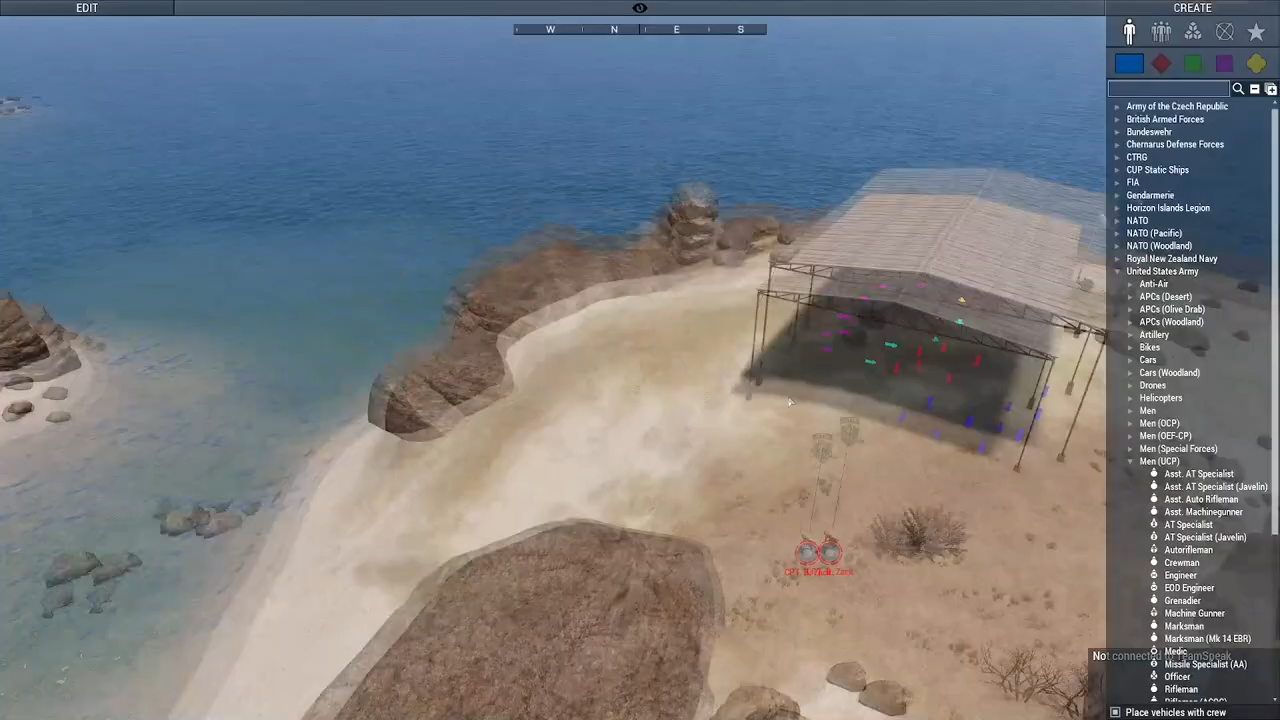 EDIT
CREATE
W N E S
Army of the Czech Republic
British Armed Forces
Bundeswehr
Chernarus Defense Forces
CTRG
CUP Static Ships
FIA
Gendarmerie
Horizon Islands Legion
NATO
NATO (Pacific)
NATO (Woodland)
Royal New Zealand Navy
United States Army
Anti-Air
APCs (Desert)
APCs (Olive Drab)
APCs (Woodland)
Artillery
Bikes
Cars
Cars (Woodland)
Drones
Helicopters
Men
Men (OCP)
Men (OEF-CP)
Men (Special Forces)
Men (UCP)
Asst. AT Specialist
Asst. AT Specialist (Javelin)
Asst. Auto Rifleman
Asst. Machinegunner
AT Specialist
AT Specialist (Javelin)
Autorifleman
Crewman
Engineer
EOD Engineer
Grenadier
Machine Gunner
Marksman
Marksman (Mk 14 EBR)
Medic
Not connected to TeamSpeak
Missile Specialist (AA)
Officer
Rifleman
Place vehicles with crew